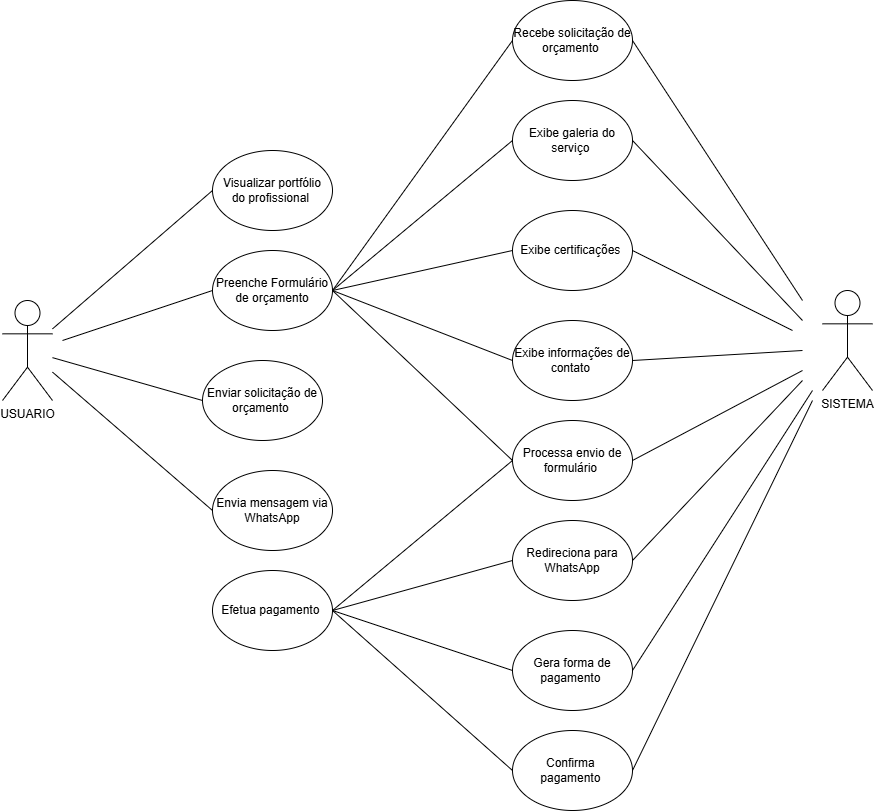 Recebe solicitação de
orçamento
Exibe galeria do
serviço
Visualizar portfólio
do profissional
Exibe certificações
Preenche Formulário
de orçamento
Exibe informações de
contato
USUARIO
SISTEMA
Enviar solicitação de
orçamento
Processa envio de
formulário
Envia mensagem via
WhatsApp
Redireciona para
WhatsApp
Efetua pagamento
Gera forma de
pagamento
Confirma
pagamento